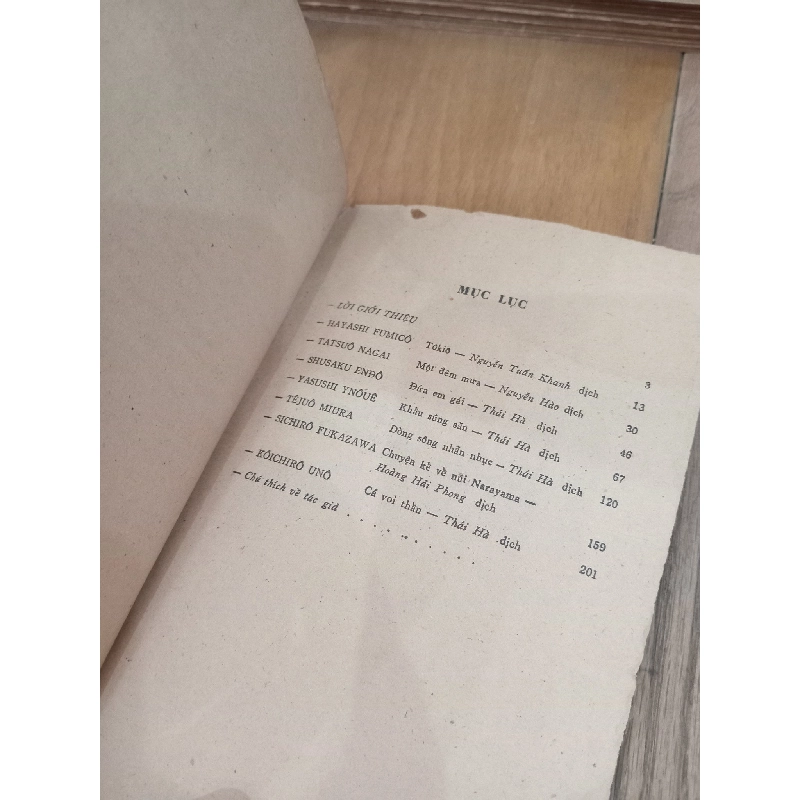 MỤC LỤC
— LỜI GIỚI THIỆU 3
— HAYASHI FUMICÔ Tôkiô — Nguyễn Tuấn Khanh dịch 13
— TATSUÔ NAGAI Một đêm mưa — Nguyễn Hào dịch 30
— SHUSAKU ENĐÔ Đứa em gái — Thái Hà dịch 46
— YASUSHI YNOUÊ Khẩu súng săn — Thái Hà dịch 67
— TÊJUÔ MIURA Dòng sông nhẫn nhục — Thái Hà dịch 120
— SICHIRÔ FUKAZAWA Chuyện kể về núi Narayama —
Hoàng Hải Phong dịch 159
— KÔICHIRÔ UNÔ Cá voi thần — Thái Hà dịch 201
— Chú thích về tác giả . . . . . . . . . .